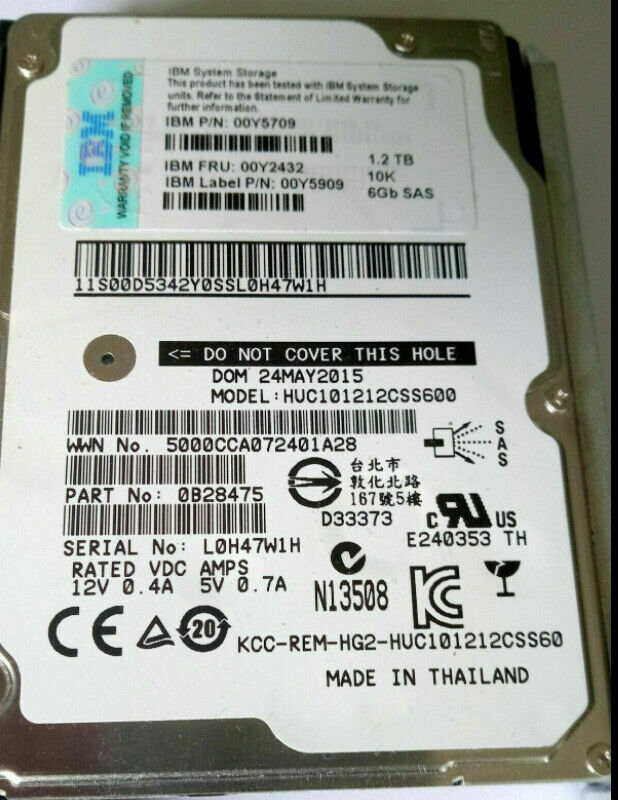 IBM
WARRANTY VOID IF REMOVED
IBM System Storage
This product has been tested with IBM System Storage
units. Refer to the Statement of Limited Warranty for
further information.
IBM P/N: 00Y5709
IBM FRU: 00Y2432
1.2 TB
IBM Label P/N: 00Y5909
10K
6Gb SAS
11S00D5342Y0SSL0H47W1H
<= DO NOT COVER THIS HOLE
DOM 24MAY2015
MODEL:HUC101212CSS600
WWN No. 5000CCA072401A28
SAS
台北市
敦化北路
167號5樓
PART No: 0B28475
D33373
C RU US
E240353 TH
SERIAL No: L0H47W1H
RATED VDC AMPS
12V 0.4A 5V 0.7A
N13508
CE
20
KCC-REM-HG2-HUC101212CSS60
MADE IN THAILAND